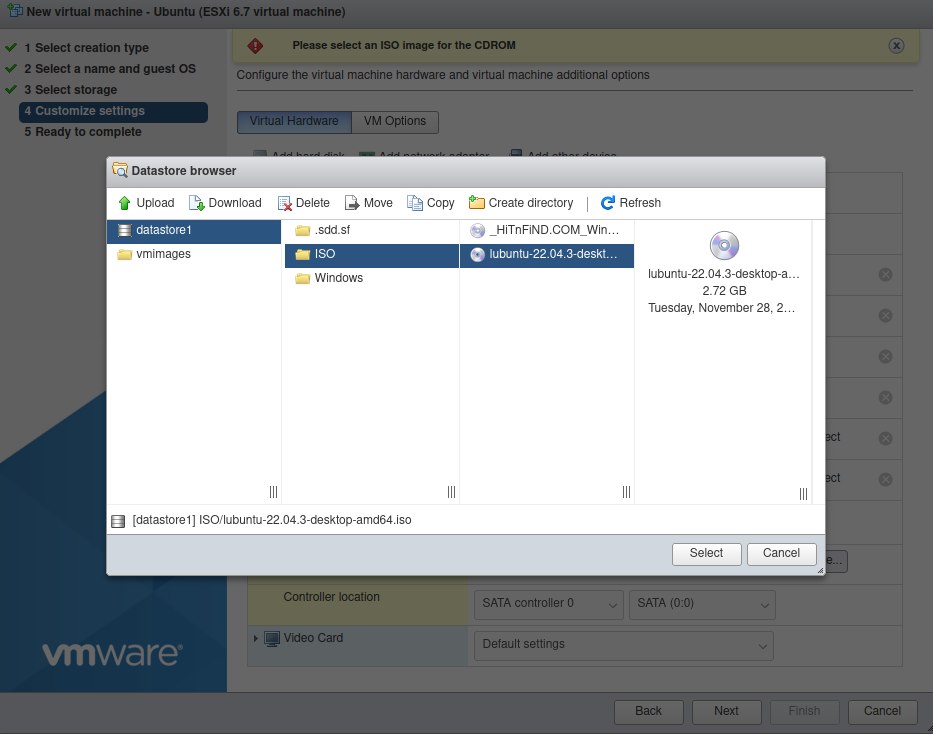 New virtual machine - Ubuntu (ESXi 6.7 virtual machine)
1 Select creation type
2 Select a name and guest OS
3 Select storage
4 Customize settings
5 Ready to complete
Please select an ISO image for the CDROM
Configure the virtual machine hardware and virtual machine additional options
Virtual Hardware VM Options
Add hard disk Add network adapter Add other device
Datastore browser
Upload Download Delete Move Copy Create directory Refresh
datastore1
vmimages
.sdd.sf
ISO
Windows
_HiTnFiND.COM_Win...
lubuntu-22.04.3-deskt...
lubuntu-22.04.3-desktop-a...
2.72 GB
Tuesday, November 28, 2...
ect
ect
[datastore1] ISO/lubuntu-22.04.3-desktop-amd64.iso
Select Cancel
e...
Controller location SATA controller 0 SATA (0:0)
Video Card Default settings
vmware®
Back Next Finish Cancel